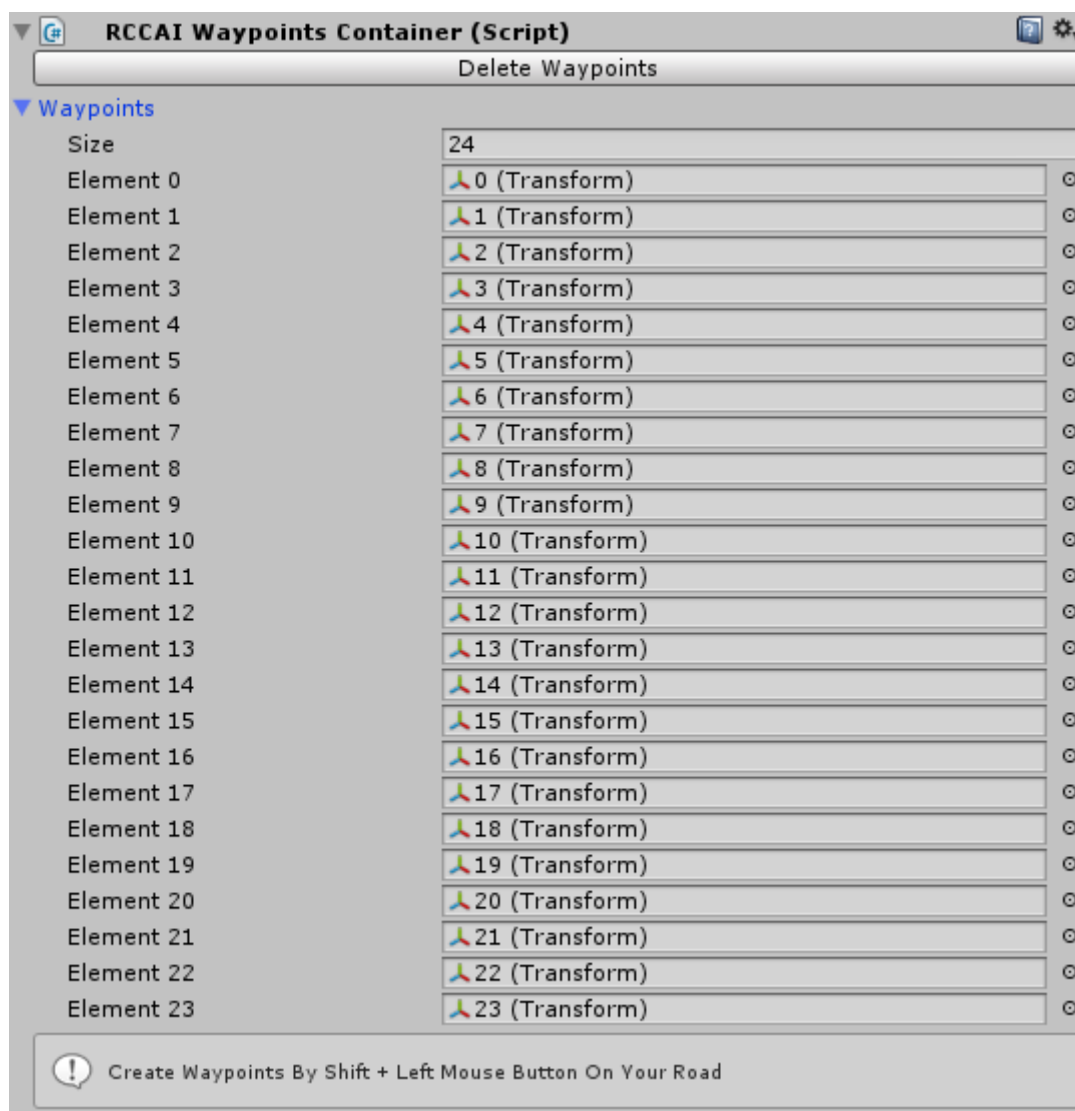 RCCAI Waypoints Container (Script)
Delete Waypoints
Waypoints
Size 24
Element 0 0 (Transform)
Element 1 1 (Transform)
Element 2 2 (Transform)
Element 3 3 (Transform)
Element 4 4 (Transform)
Element 5 5 (Transform)
Element 6 6 (Transform)
Element 7 7 (Transform)
Element 8 8 (Transform)
Element 9 9 (Transform)
Element 10 10 (Transform)
Element 11 11 (Transform)
Element 12 12 (Transform)
Element 13 13 (Transform)
Element 14 14 (Transform)
Element 15 15 (Transform)
Element 16 16 (Transform)
Element 17 17 (Transform)
Element 18 18 (Transform)
Element 19 19 (Transform)
Element 20 20 (Transform)
Element 21 21 (Transform)
Element 22 22 (Transform)
Element 23 23 (Transform)
Create Waypoints By Shift + Left Mouse Button On Your Road